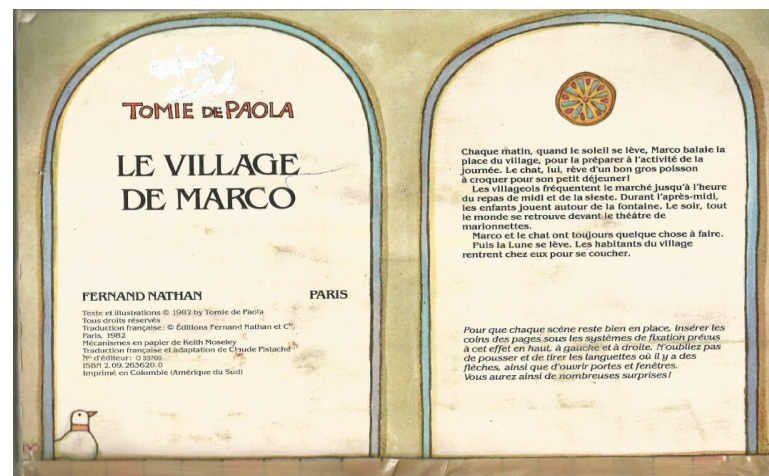 TOMIE DE PAOLA
LE VILLAGE
DE MARCO
FERNAND NATHAN PARIS
Texte et illustrations © 1982 by Tomie de Paola
Tous droits réservés
Traduction française : © Éditions Fernand Nathan et Cie,
Paris, 1982
Mécanismes en papier de Keith Moseley
Traduction française et adaptation de Claude Pistache
N° d'éditeur : O 33700
ISBN 2.09.263620.0
Imprimé en Colombie (Amérique du Sud)
Chaque matin, quand le soleil se lève, Marco balaie la
place du village, pour la préparer à l'activité de la
journée. Le chat, lui, rêve d'un bon gros poisson
à croquer pour son petit déjeuner!
Les villageois fréquentent le marché jusqu'à l'heure
du repas de midi et de la sieste. Durant l'après-midi,
les enfants jouent autour de la fontaine. Le soir, tout
le monde se retrouve devant le théâtre de
marionnettes.
Marco et le chat ont toujours quelque chose à faire.
Puis la Lune se lève. Les habitants du village
rentrent chez eux pour se coucher.
Pour que chaque scène reste bien en place, insérer les
coins des pages sous les systèmes de fixation prévus
à cet effet en haut, à gauche et à droite. N'oubliez pas
de pousser et de tirer les languettes où il y a des
flèches, ainsi que d'ouvrir portes et fenêtres.
Vous aurez ainsi de nombreuses surprises!